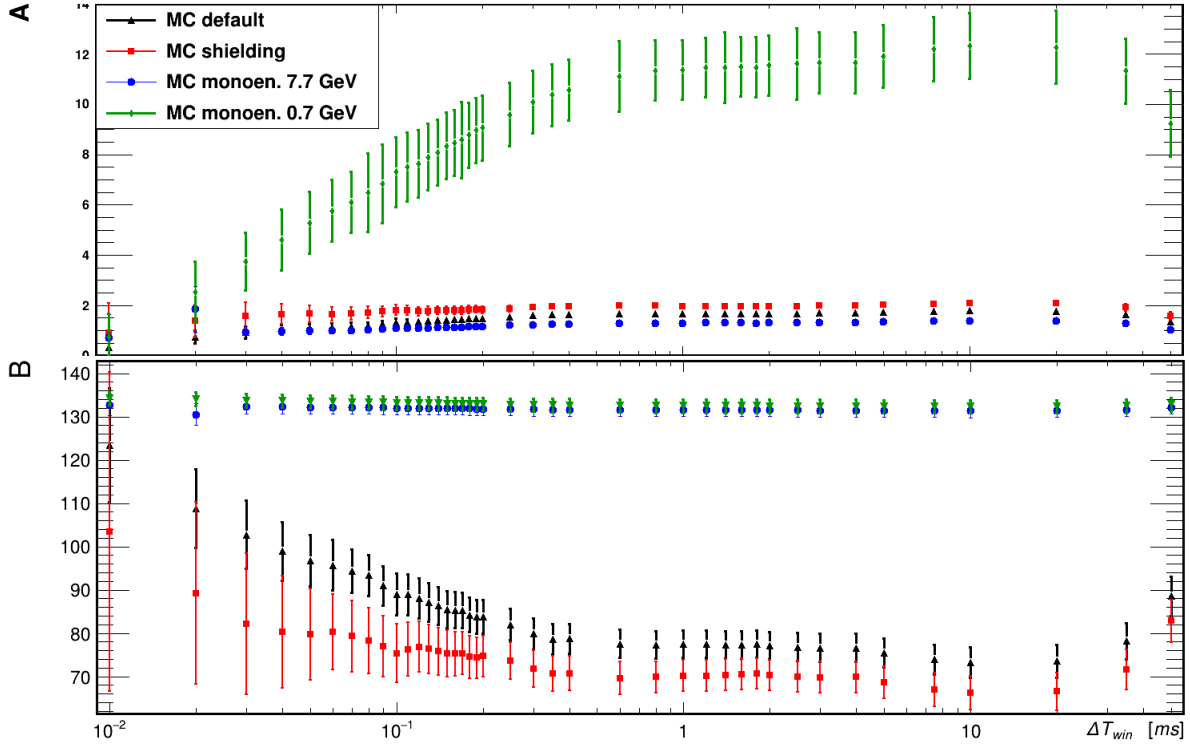 A
14
MC default
MC shielding
MC monoen. 7.7 GeV
MC monoen. 0.7 GeV
12
10
8
6
4
2
0
B
140
130
120
110
100
90
80
70
10⁻² 10⁻¹ 1 10 ΔT_win [ms]